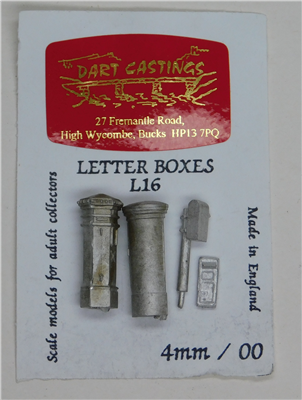 DART CASTINGS
27 Fremantle Road,
High Wycombe, Bucks HP13 7PQ
LETTER BOXES
L16
Scale models for adult collectors
Made in England
4mm / 00